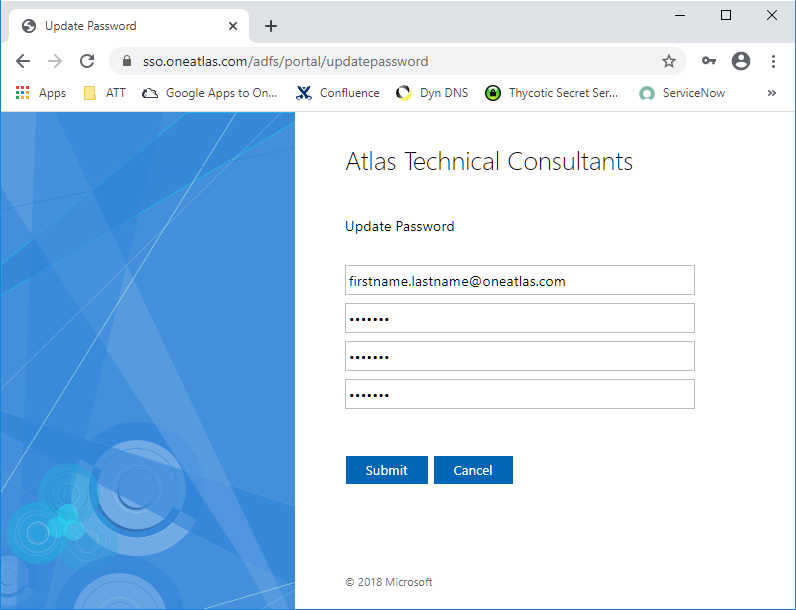 Update Password
sso.oneatlas.com/adfs/portal/updatepassword
Apps ATT Google Apps to On... Confluence Dyn DNS Thycotic Secret Ser... ServiceNow »
Atlas Technical Consultants
Update Password
firstname.lastname@oneatlas.com
•••••••
•••••••
•••••••
Submit Cancel
© 2018 Microsoft